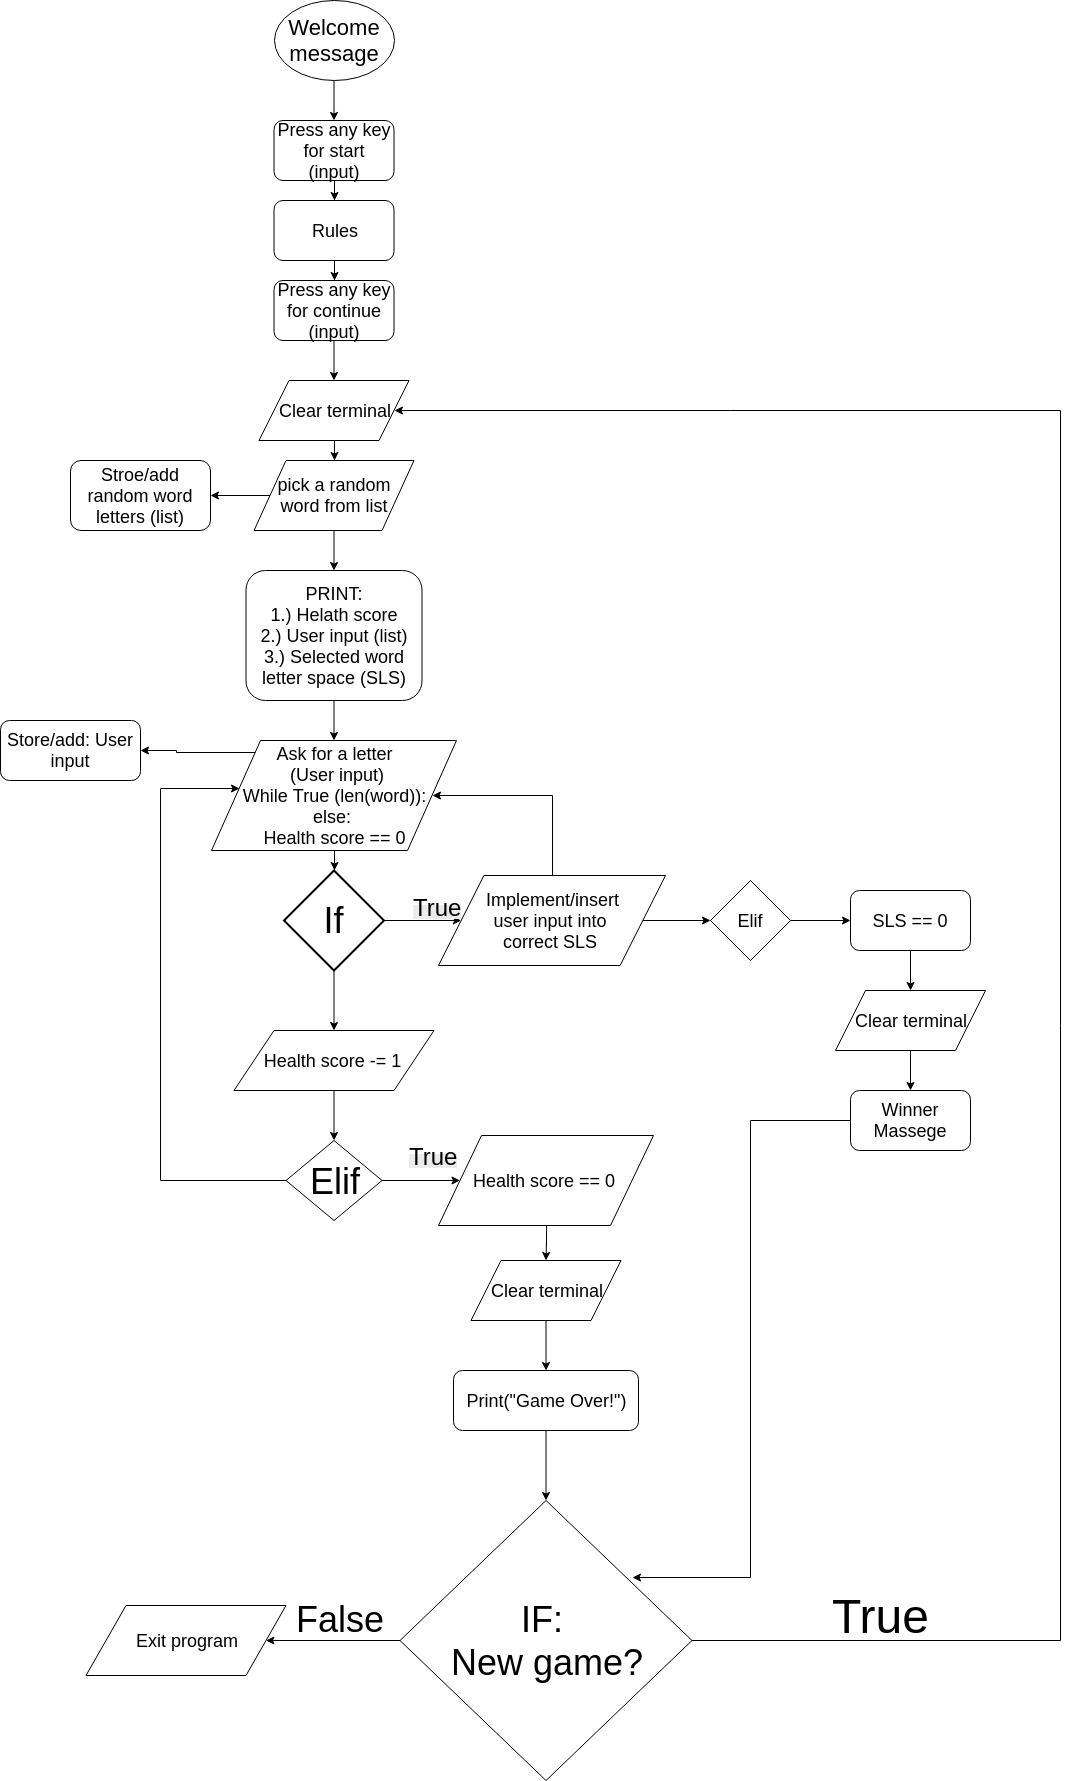 Welcome
message
Press any key
for start
(input)
Rules
Press any key
for continue
(input)
Clear terminal
Stroe/add
random word
letters (list)
pick a random
word from list
PRINT:
1.) Helath score
2.) User input (list)
3.) Selected word
letter space (SLS)
Store/add: User
input
Ask for a letter
(User input)
While True (len(word)):
else:
Health score == 0
If
True
Implement/insert
user input into
correct SLS
Elif
SLS == 0
Clear terminal
Winner
Massege
Health score -= 1
Elif
True
Health score == 0
Clear terminal
Print("Game Over!")
IF:
New game?
False
True
Exit program